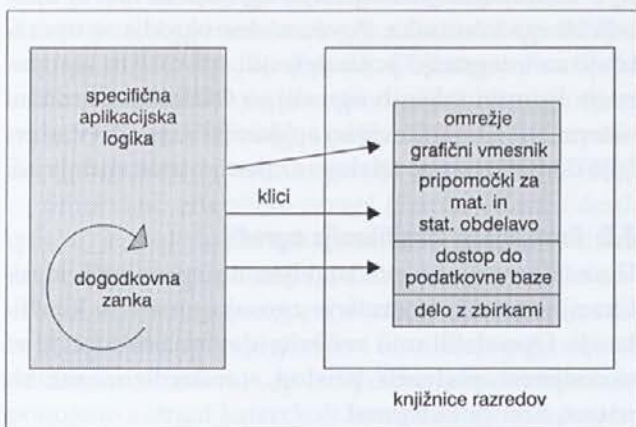 specifična
aplikacijska
logika
dogodkovna
zanka
klici
omrežje
grafični vmesnik
pripomočki za
mat. in
stat. obdelavo
dostop do
podatkovne baze
delo z zbirkami
knjižnice razredov